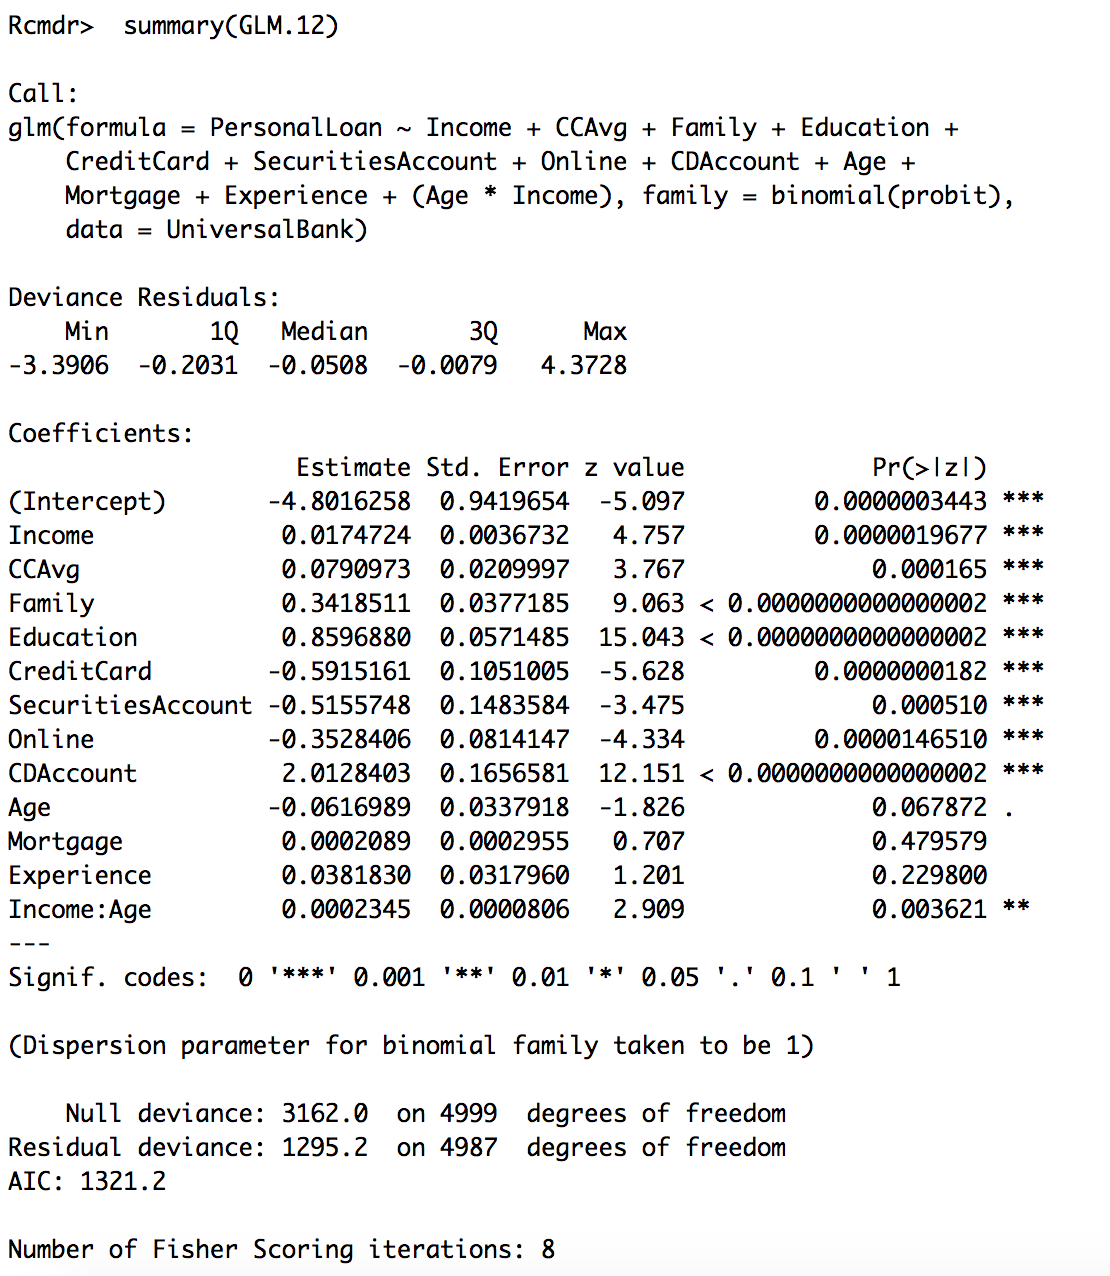 Rcmdr>  summary(GLM.12)

Call:
glm(formula = PersonalLoan ~ Income + CCAvg + Family + Education +
    CreditCard + SecuritiesAccount + Online + CDAccount + Age +
    Mortgage + Experience + (Age * Income), family = binomial(probit),
    data = UniversalBank)

Deviance Residuals:
    Min       1Q   Median       3Q      Max
-3.3906  -0.2031  -0.0508  -0.0079   4.3728

Coefficients:
                    Estimate Std. Error z value             Pr(>|z|)
(Intercept)       -4.8016258  0.9419654  -5.097         0.0000003443 ***
Income             0.0174724  0.0036732   4.757         0.0000019677 ***
CCAvg              0.0790973  0.0209997   3.767             0.000165 ***
Family             0.3418511  0.0377185   9.063 < 0.0000000000000002 ***
Education          0.8596880  0.0571485  15.043 < 0.0000000000000002 ***
CreditCard        -0.5915161  0.1051005  -5.628         0.0000000182 ***
SecuritiesAccount -0.5155748  0.1483584  -3.475             0.000510 ***
Online            -0.3528406  0.0814147  -4.334         0.0000146510 ***
CDAccount          2.0128403  0.1656581  12.151 < 0.0000000000000002 ***
Age               -0.0616989  0.0337918  -1.826             0.067872 .
Mortgage           0.0002089  0.0002955   0.707             0.479579
Experience         0.0381830  0.0317960   1.201             0.229800
Income:Age         0.0002345  0.0000806   2.909             0.003621 **
---
Signif. codes:  0 '***' 0.001 '**' 0.01 '*' 0.05 '.' 0.1 ' ' 1

(Dispersion parameter for binomial family taken to be 1)

    Null deviance: 3162.0  on 4999  degrees of freedom
Residual deviance: 1295.2  on 4987  degrees of freedom
AIC: 1321.2

Number of Fisher Scoring iterations: 8